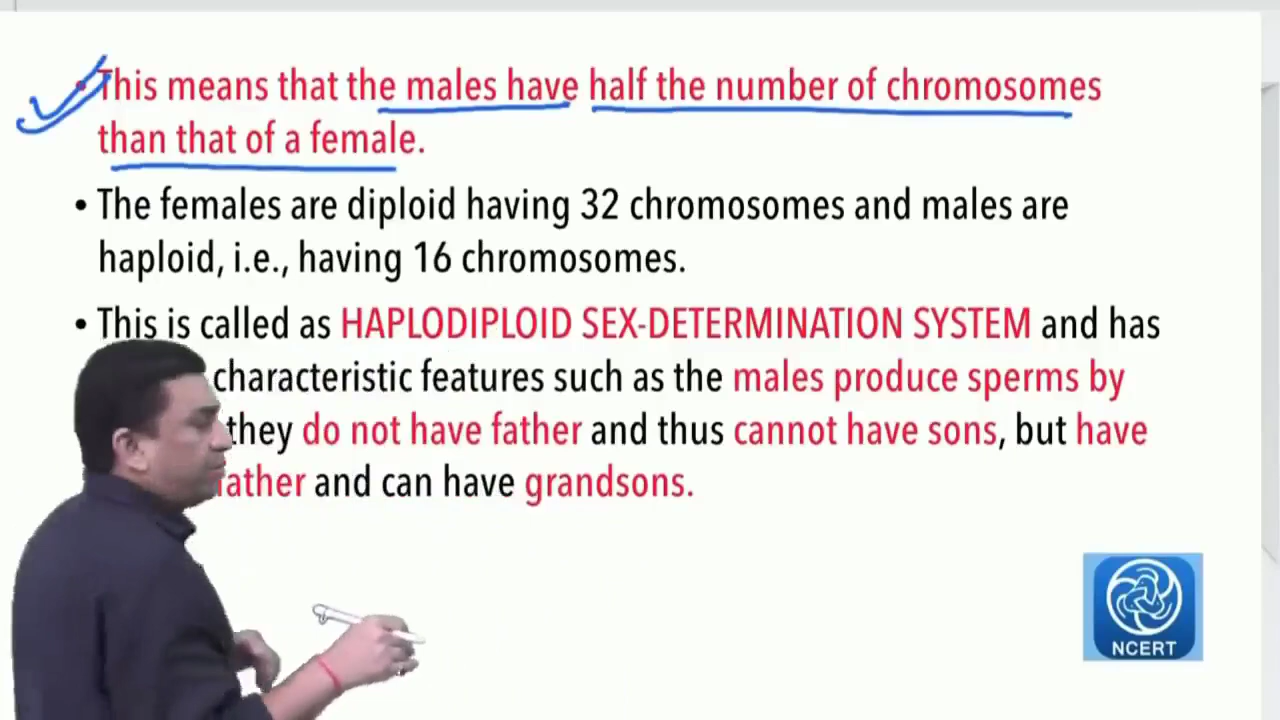 • This means that the males have half the number of chromosomes
than that of a female.
• The females are diploid having 32 chromosomes and males are
haploid, i.e., having 16 chromosomes.
• This is called as HAPLODIPLOID SEX-DETERMINATION SYSTEM and has
characteristic features such as the males produce sperms by
they do not have father and thus cannot have sons, but have
father and can have grandsons.
NCERT